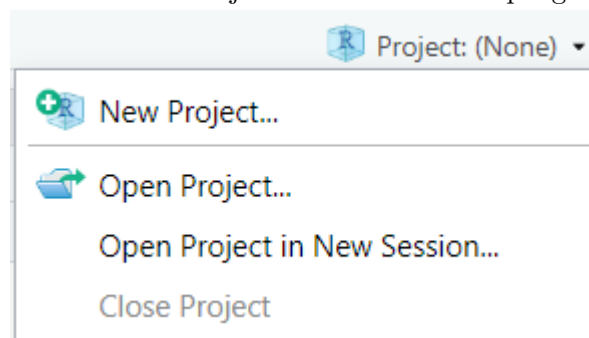 Project: (None)
New Project...
Open Project...
Open Project in New Session...
Close Project